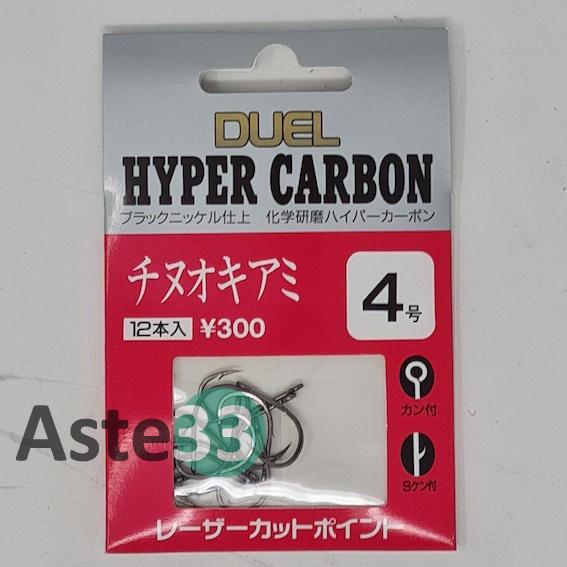 DUEL
HYPER CARBON
ブラックニッケル仕上 化学研磨ハイパーカーボン
チヌオキアミ
4号
12本入 ¥300
カン付
Sケン付
Aste33
レーザーカットポイント